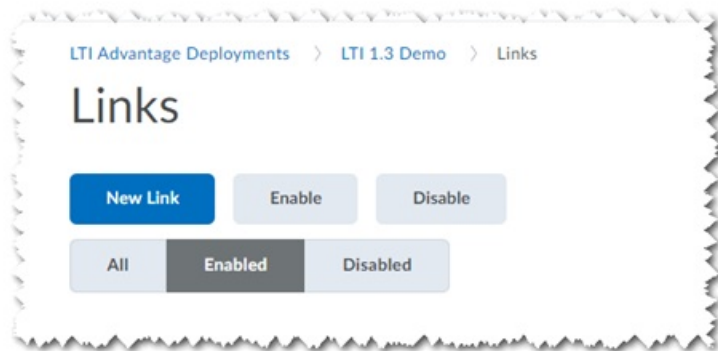 LTI Advantage Deployments > LTI 1.3 Demo > Links
Links
New Link Enable Disable
All Enabled Disabled